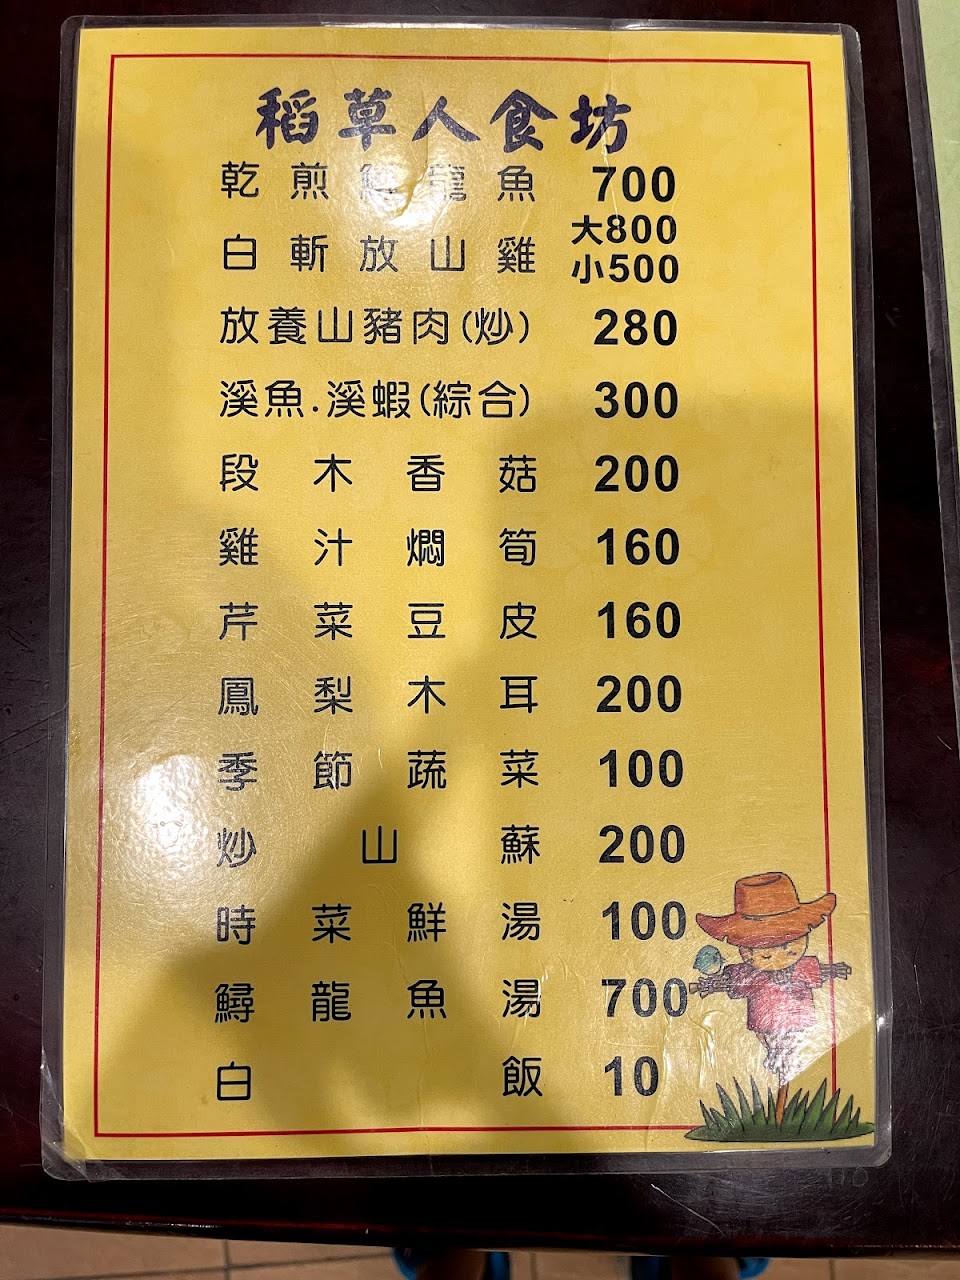 稻草人食坊
乾煎鱘龍魚 700
白斬放山雞 大800
小500
放養山豬肉(炒) 280
溪魚.溪蝦(綜合) 300
段木香菇 200
雞汁燜筍 160
芹菜豆皮 160
鳳梨木耳 200
季節蔬菜 100
炒山蘇 200
時菜鮮湯 100
鱘龍魚湯 700
白飯 10